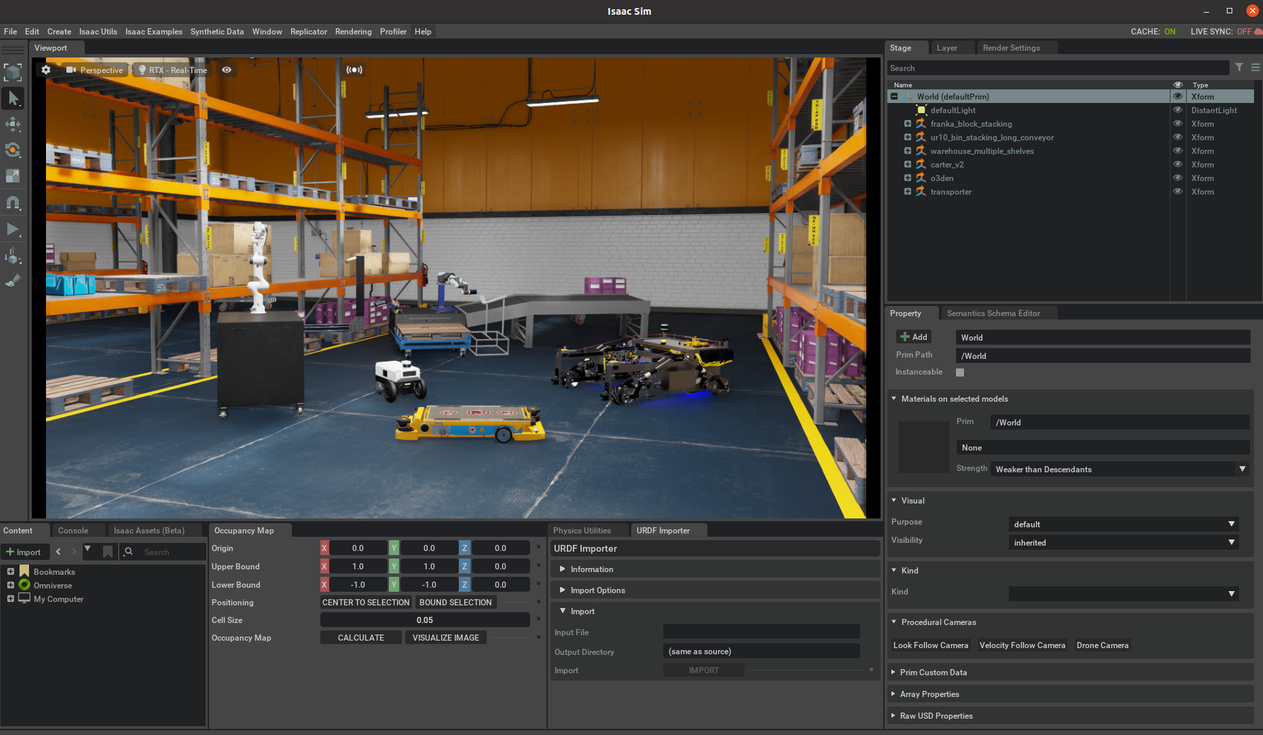 Isaac Sim
File Edit Create Isaac Utils Isaac Examples Synthetic Data Window Replicator Rendering Profiler Help
CACHE: ON LIVE SYNC: OFF
Viewport
Perspective RTX - Real-Time
Stage Layer Render Settings
Search
Name Type
World (defaultPrim) Xform
defaultLight DistantLight
franka_block_stacking Xform
ur10_bin_stacking_long_conveyor Xform
warehouse_multiple_shelves Xform
carter_v2 Xform
o3den Xform
transporter Xform
Property Semantics Schema Editor
Add World
Prim Path /World
Instanceable
Materials on selected models
Prim /World
None
Strength Weaker than Descendants
Visual
Purpose default
Visibility inherited
Kind
Kind
Procedural Cameras
Look Follow Camera Velocity Follow Camera Drone Camera
Prim Custom Data
Array Properties
Raw USD Properties
Content Console Isaac Assets (Beta)
+ Import Search
Bookmarks
Omniverse
My Computer
Occupancy Map
Origin X 0.0 Y 0.0 Z 0.0
Upper Bound X 1.0 Y 1.0 Z 0.0
Lower Bound X -1.0 Y -1.0 Z 0.0
Positioning CENTER TO SELECTION BOUND SELECTION
Cell Size 0.05
Occupancy Map CALCULATE VISUALIZE IMAGE
Physics Utilities URDF Importer
URDF Importer
Information
Import Options
Import
Input File
Output Directory (same as source)
Import IMPORT